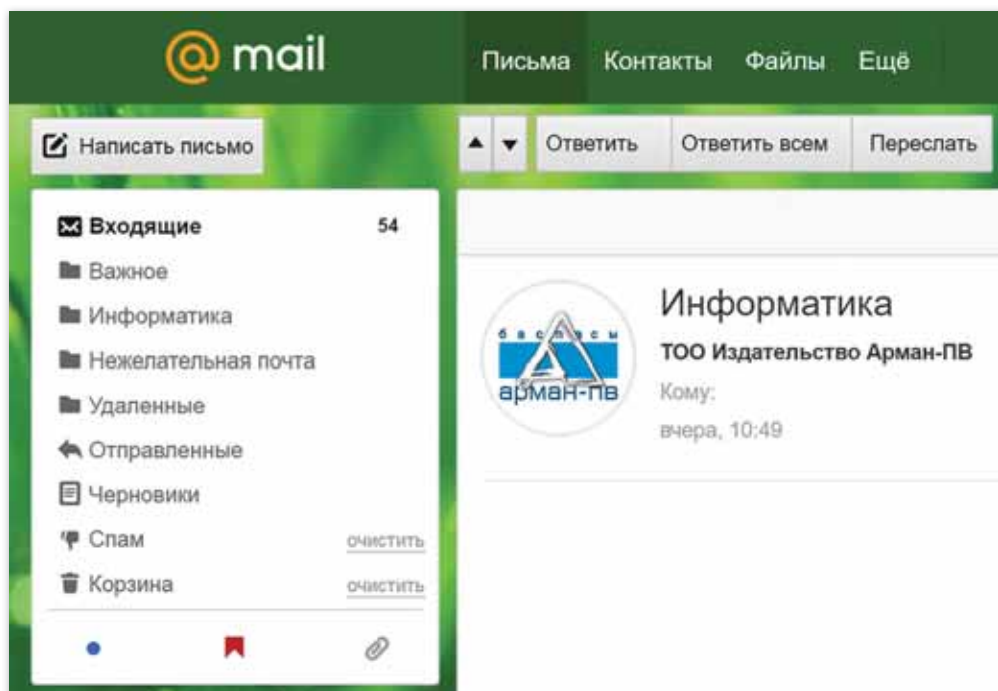 @ mail
Письма Контакты Файлы Ещё
Написать письмо
Ответить Ответить всем Переслать
Входящие 54
Важное
Информатика
Нежелательная почта
Удаленные
Отправленные
Черновики
Спам очистить
Корзина очистить
баспасы
арман-пв
Информатика
ТОО Издательство Арман-ПВ
Кому:
вчера, 10:49